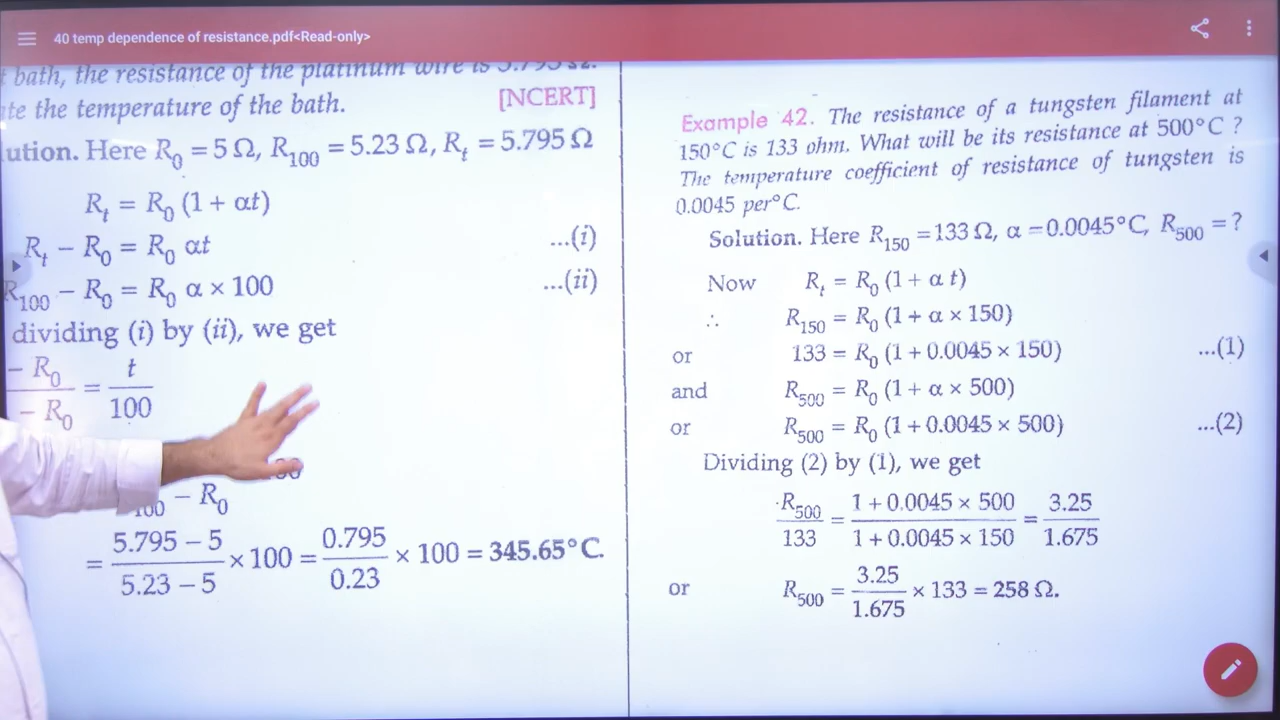 40 temp dependence of resistance.pdf<Read-only>
bath, the resistance of the platinum wire is 5.795 Ω.
the temperature of the bath.
[NCERT]
ution. Here R₀ = 5 Ω, R₁₀₀ = 5.23 Ω, Rₜ = 5.795 Ω
Rₜ = R₀ (1 + αt)
Rₜ − R₀ = R₀ αt ...(i)
R₁₀₀ − R₀ = R₀ α × 100 ...(ii)
dividing (i) by (ii), we get
− R₀ / − R₀ = t / 100
₁₀₀ − R₀
= (5.795 − 5) / (5.23 − 5) × 100 = 0.795 / 0.23 × 100 = 345.65°C.
Example 42. The resistance of a tungsten filament at
150°C is 133 ohm. What will be its resistance at 500°C ?
The temperature coefficient of resistance of tungsten is
0.0045 per°C.
Solution. Here R₁₅₀ = 133 Ω, α = 0.0045°C, R₅₀₀ = ?
Now Rₜ = R₀ (1 + α t)
∴ R₁₅₀ = R₀ (1 + α × 150)
or 133 = R₀ (1 + 0.0045 × 150) ...(1)
and R₅₀₀ = R₀ (1 + α × 500)
or R₅₀₀ = R₀ (1 + 0.0045 × 500) ...(2)
Dividing (2) by (1), we get
R₅₀₀ / 133 = (1 + 0.0045 × 500) / (1 + 0.0045 × 150) = 3.25 / 1.675
or R₅₀₀ = 3.25 / 1.675 × 133 = 258 Ω.